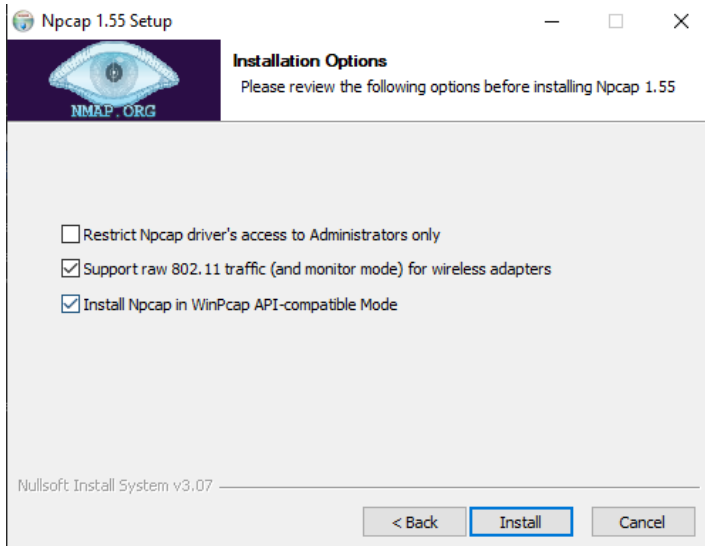 Npcap 1.55 Setup
Installation Options
Please review the following options before installing Npcap 1.55
NMAP.ORG
Restrict Npcap driver's access to Administrators only
Support raw 802.11 traffic (and monitor mode) for wireless adapters
Install Npcap in WinPcap API-compatible Mode
Nullsoft Install System v3.07
< Back Install Cancel